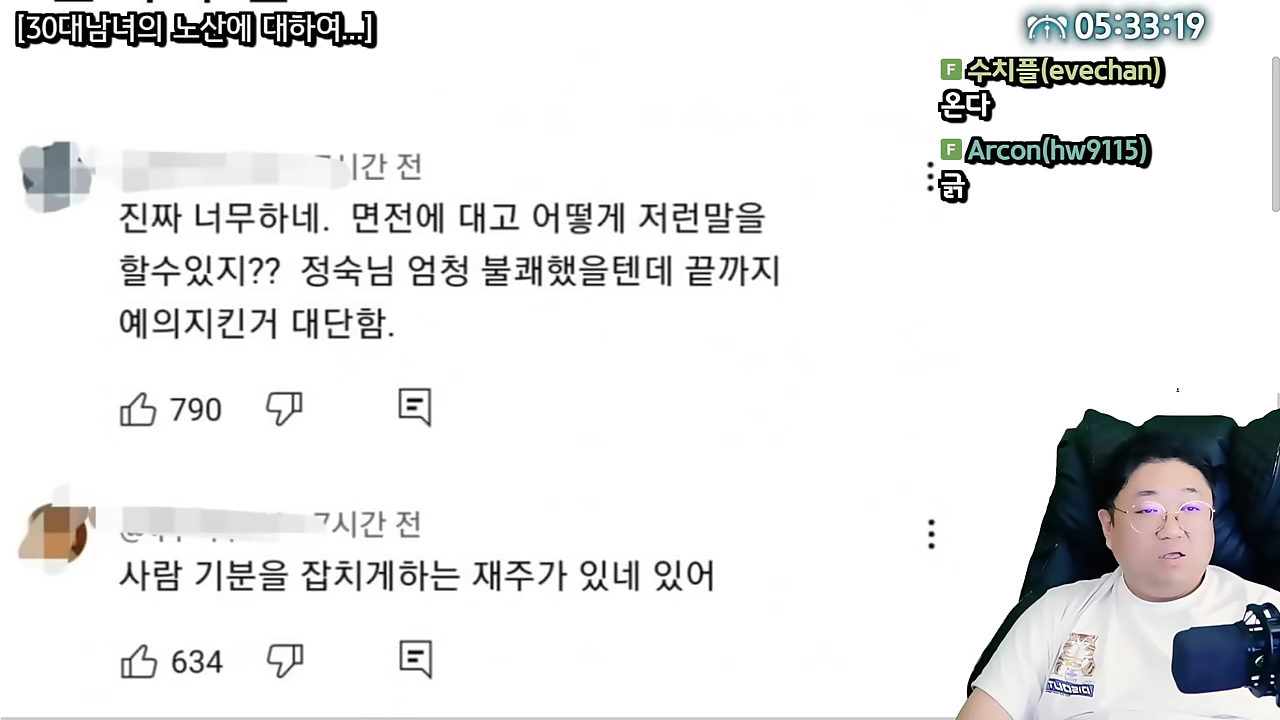 [30대남녀의 노산에 대하여...]
05:33:19
F 수치플(evechan)
온다
F Arcon(hw9115)
귥
시간 전
진짜 너무하네. 면전에 대고 어떻게 저런말을
할수있지?? 정숙님 엄청 불쾌했을텐데 끝까지
예의지킨거 대단함.
790
7시간 전
사람 기분을 잡치게하는 재주가 있네 있어
634